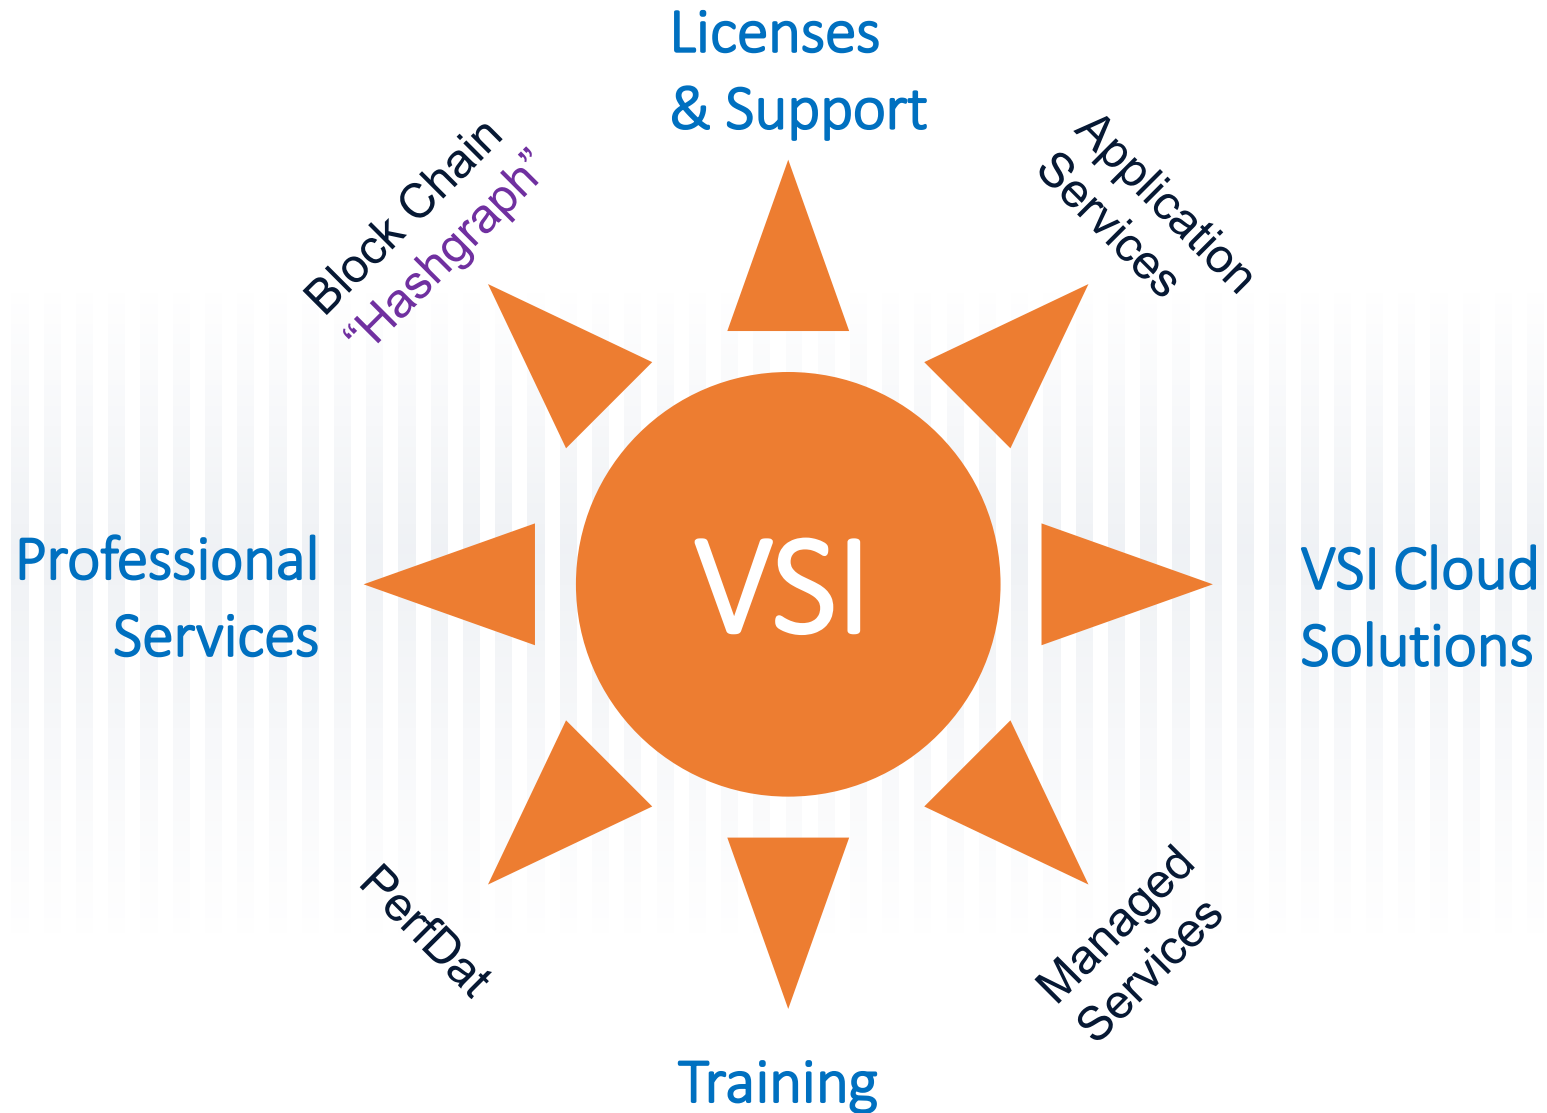 Licenses
& Support
Block Chain
“Hashgraph”
Application
Services
Professional
Services
VSI
VSI Cloud
Solutions
PerfDat
Managed
Services
Training